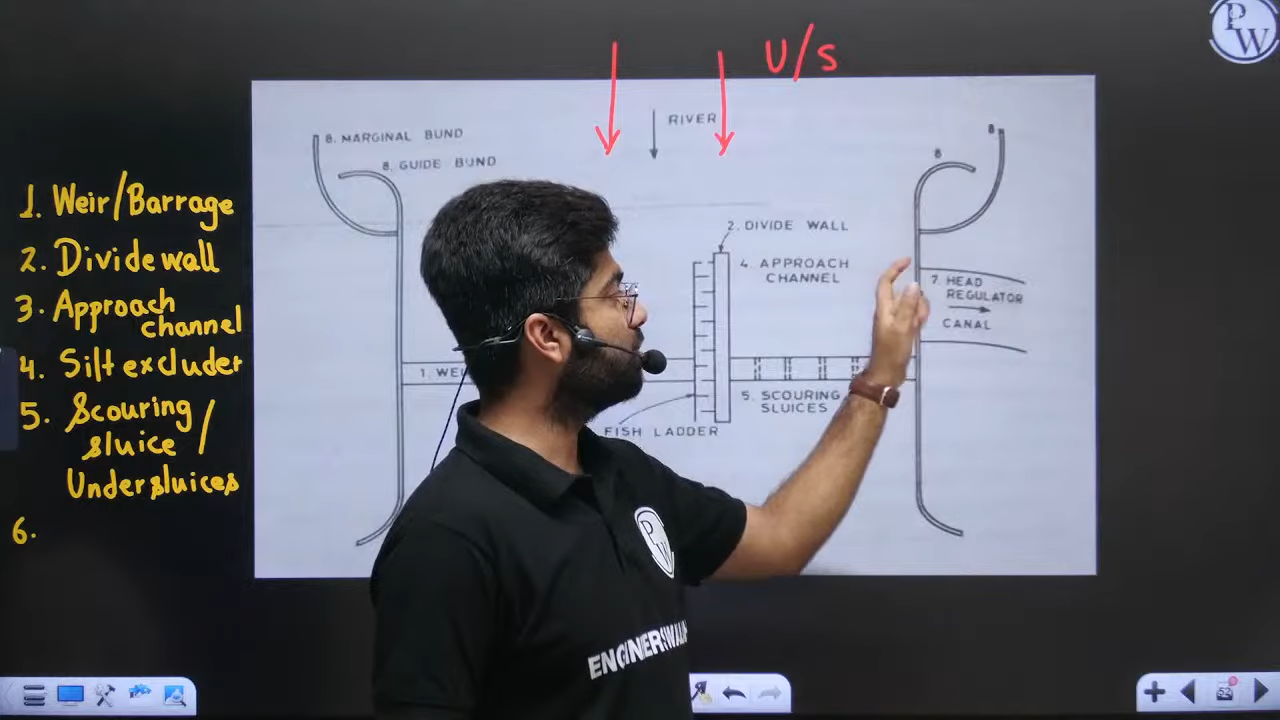 U/S
P
W
8. MARGINAL BUND
8. GUIDE BUND
RIVER
8
8
1. Weir/Barrage
2. Divide wall
3. Approach
channel
4. Silt excluder
5. Scouring /
sluice /
Undersluices
6.
2. DIVIDE WALL
4. APPROACH
CHANNEL
7. HEAD
REGULATOR
CANAL
5. SCOURING
SLUICES
FISH LADDER
PW
52